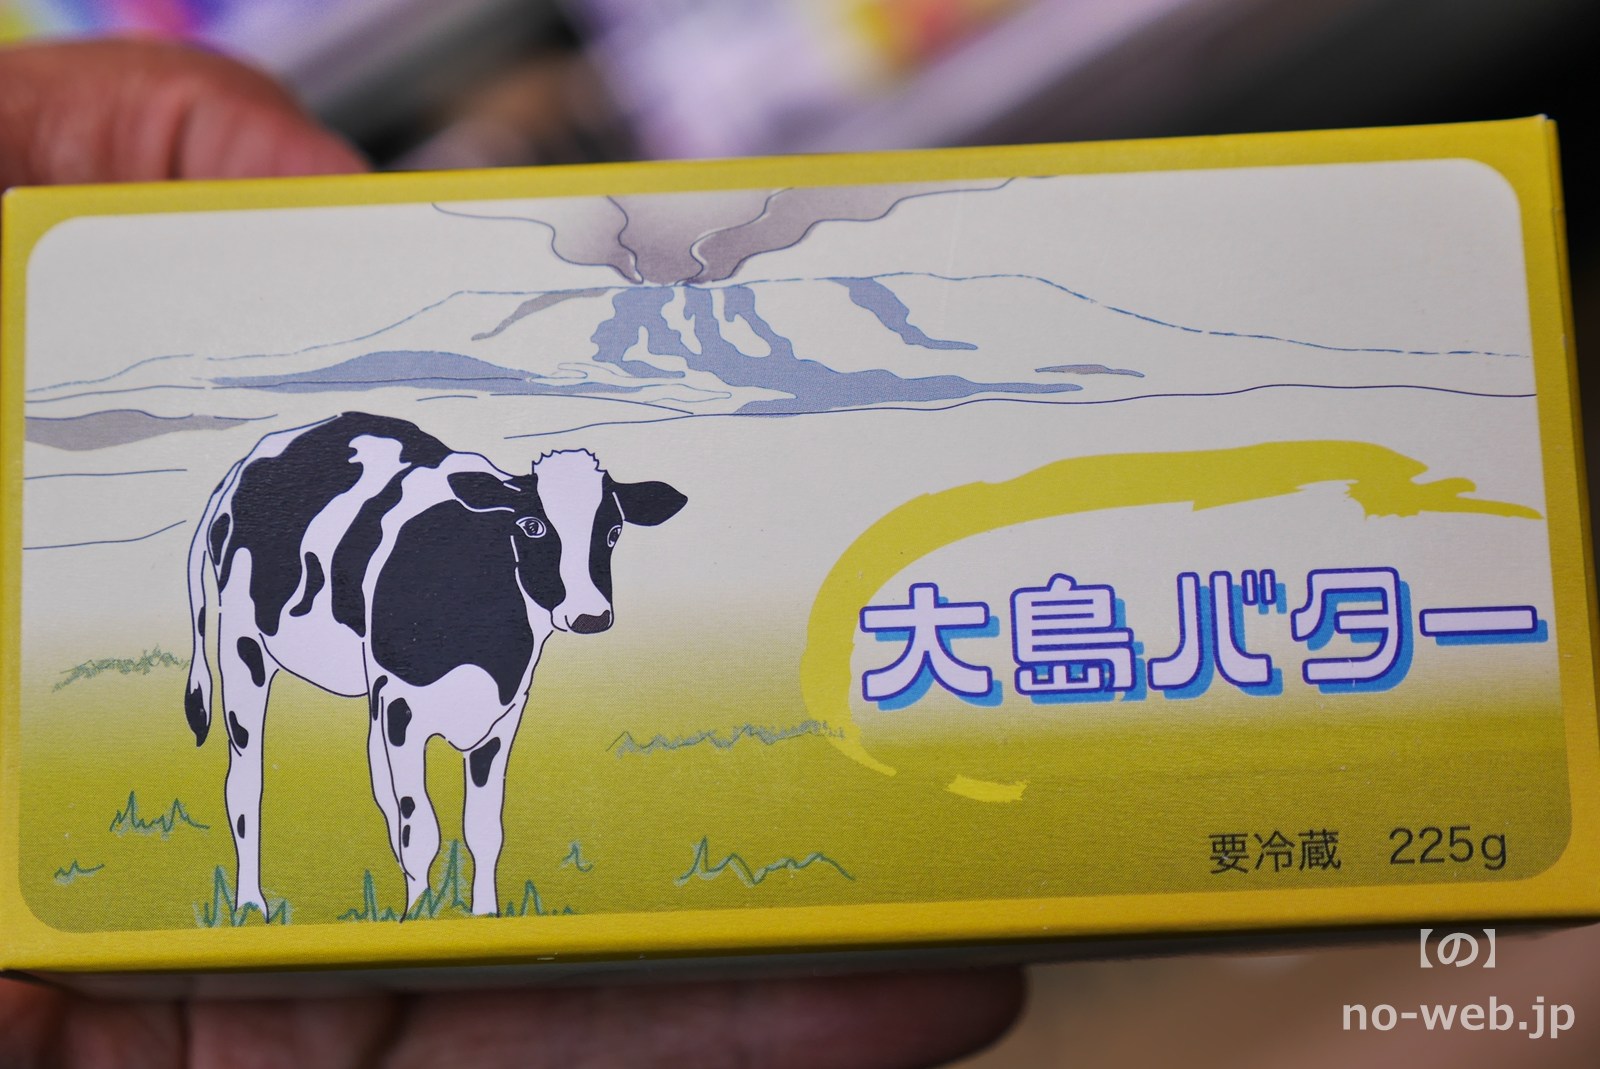 大島バター
要冷蔵 225g
【の】
no-web.jp